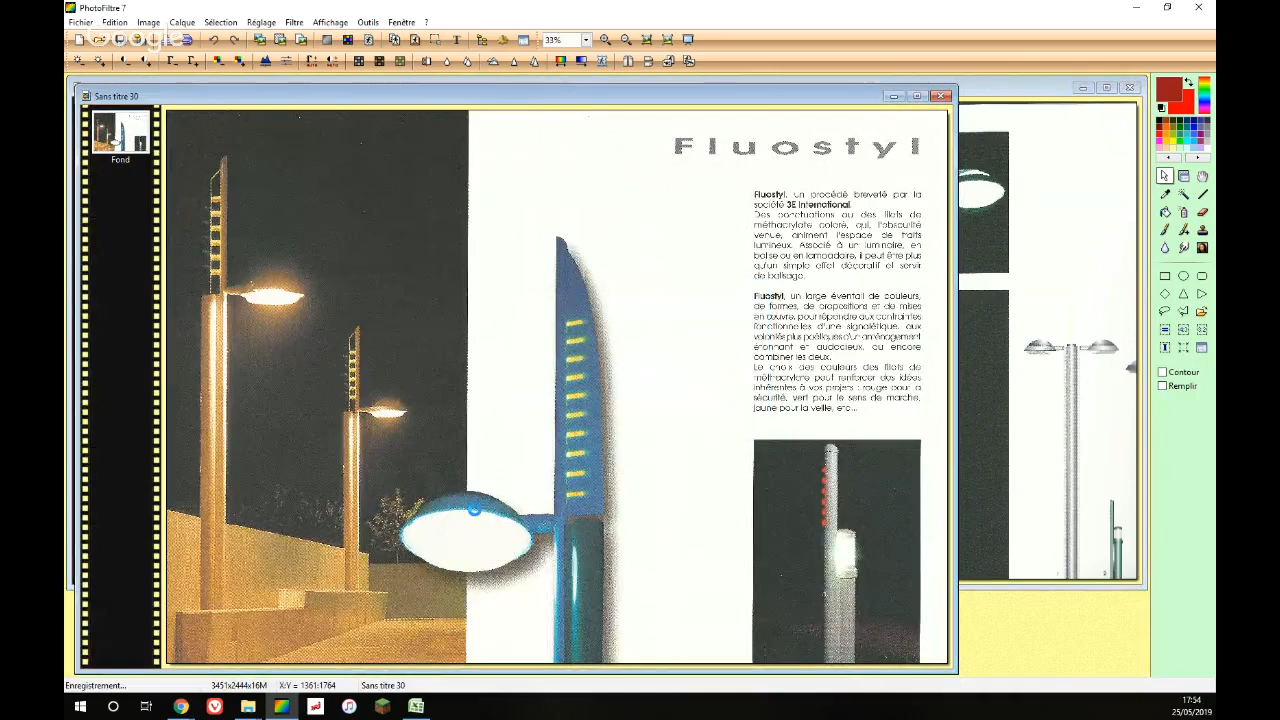 PhotoFiltre 7
Fichier Edition Image Calque Sélection Réglage Filtre Affichage Outils Fenêtre ?
Google
33%
Sans titre 30
Fond
Fluostyl
Fluostyl, un procédé breveté par la
société 3E International.
Des ponctuations ou des filets de
méthacrylate coloré, qui, l'obscurité
venue, animent l'espace de traits
lumineux. Associé à un luminaire, en
balise ou en lampadaire, il peut être plus
qu'un simple effet décoratif et servir
de balisage.
Fluostyl, un large éventail de couleurs,
de formes, de propositions et de mises
en œuvre, pour répondre aux contraintes
fonctionnelles d'une signalétique, aux
volontés plus poétiques d'un aménagement
étonnant et audacieux, ou encore
combiner les deux.
Le choix des couleurs des filets de
méthacrylate peut renforcer des idées
inhérentes à vos projets : rouge pour la
sécurité, vert pour le sens de marche,
jaune pour la veille, etc...
Contour
Remplir
Enregistrement... 3451x2444x16M X:Y = 1361:1764 Sans titre 30
17:54
25/05/2019